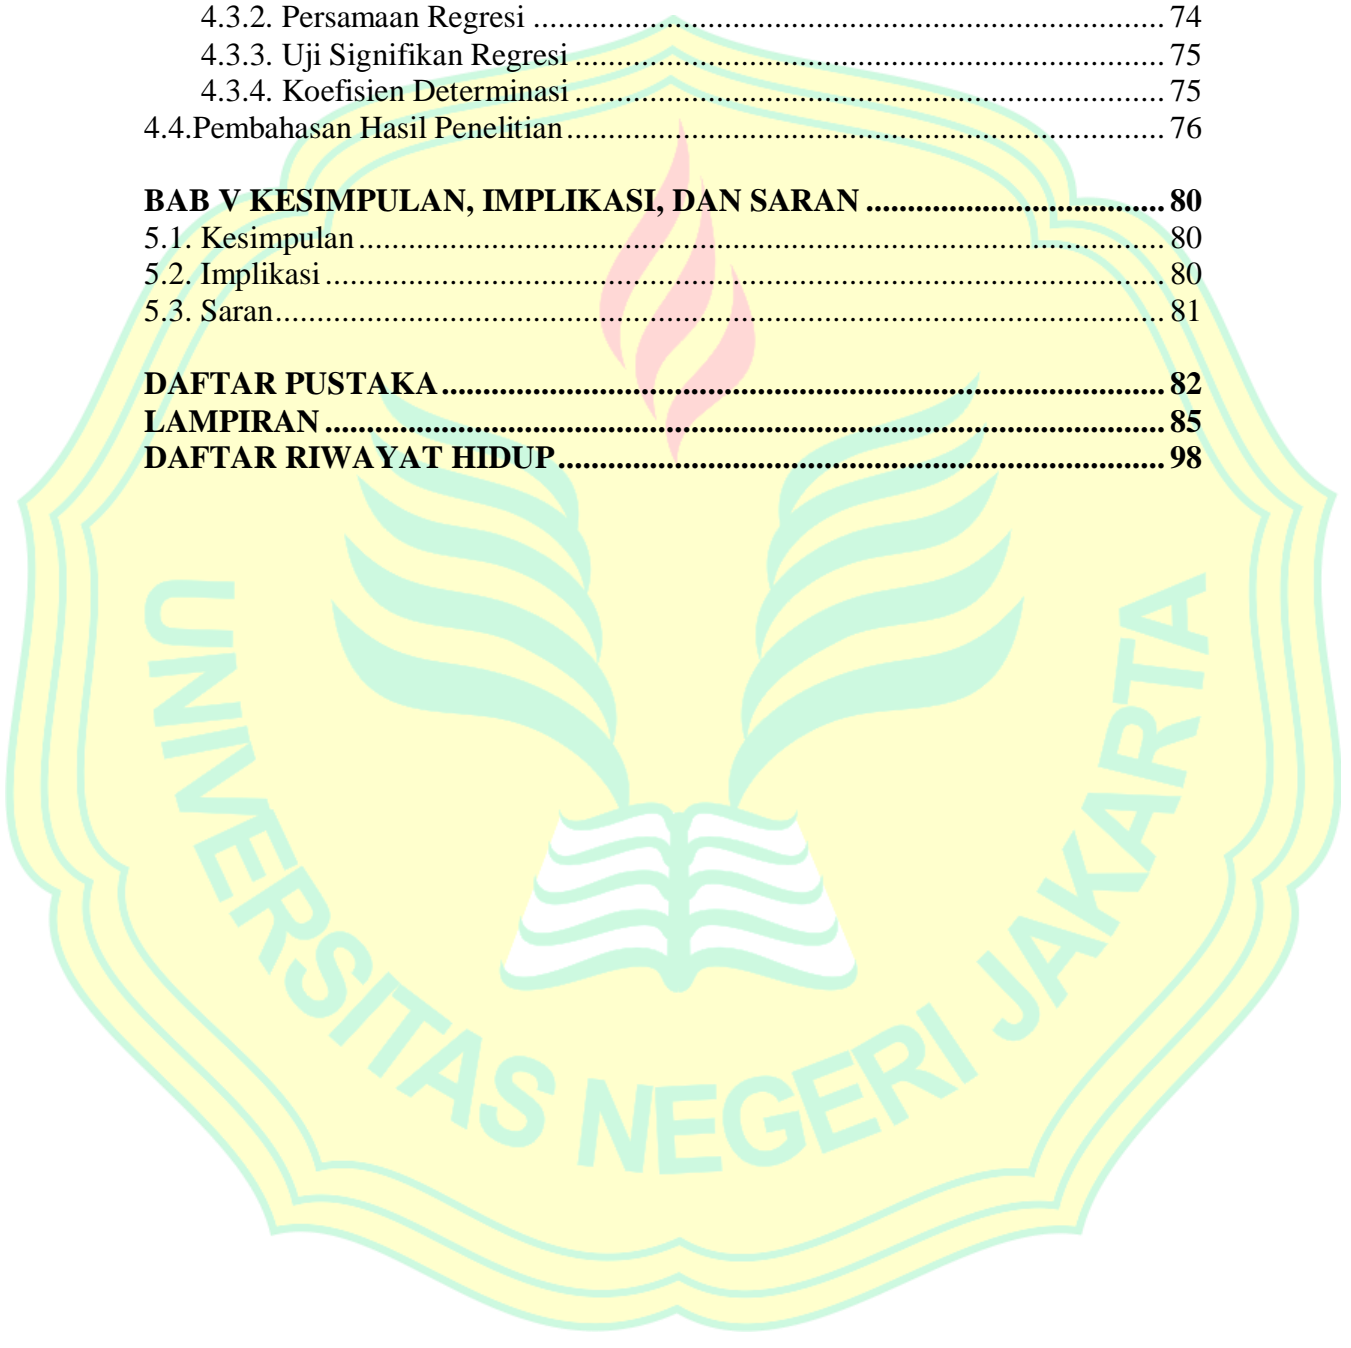 4.3.2. Persamaan Regresi ........................................................................ 74
4.3.3. Uji Signifikan Regresi ................................................................... 75
4.3.4. Koefisien Determinasi ................................................................... 75
4.4.Pembahasan Hasil Penelitian .................................................................... 76
BAB V KESIMPULAN, IMPLIKASI, DAN SARAN .................................. 80
5.1. Kesimpulan .............................................................................................. 80
5.2. Implikasi .................................................................................................. 80
5.3. Saran ........................................................................................................ 81
DAFTAR PUSTAKA .................................................................................... 82
LAMPIRAN .................................................................................................. 85
DAFTAR RIWAYAT HIDUP ....................................................................... 98
UNIVERSITAS NEGERI JAKARTA